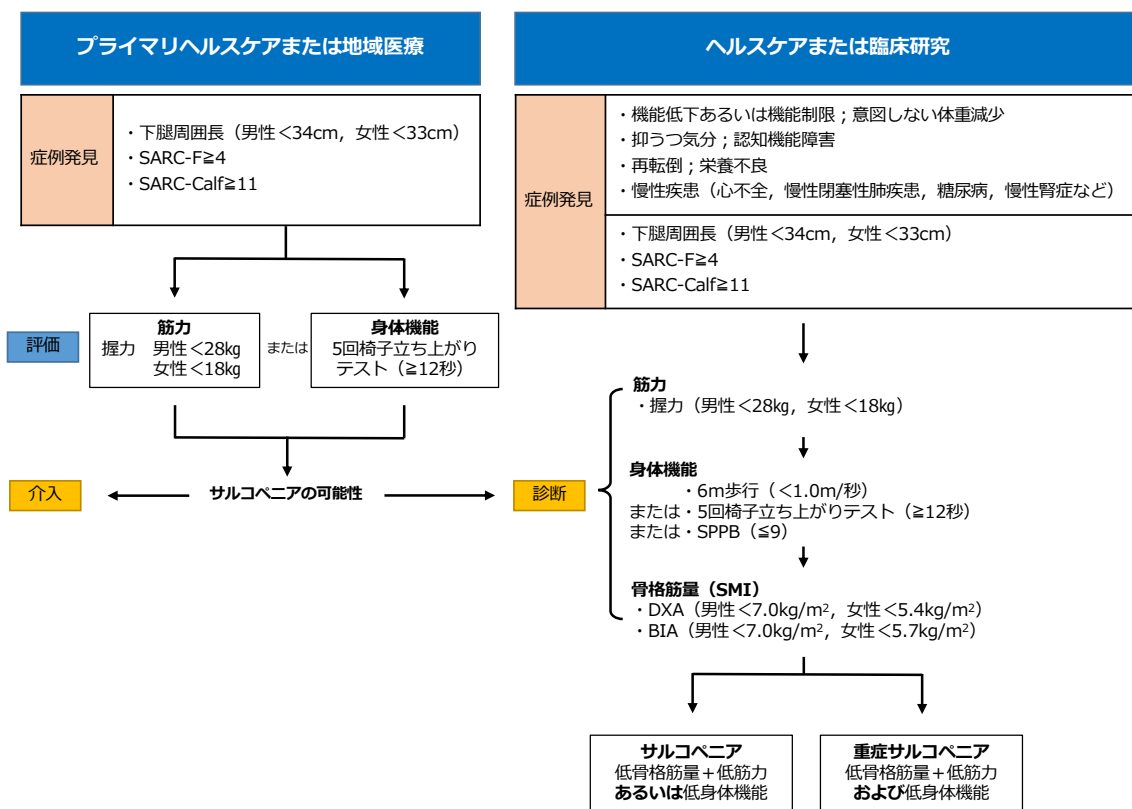 プライマリヘルスケアまたは地域医療
症例発見
・下腿周囲長（男性＜34cm，女性＜33cm）
・SARC-F≧4
・SARC-Calf≧11
評価
筋力
握力　男性＜28㎏
女性＜18㎏
または
身体機能
5回椅子立ち上がり
テスト（≧12秒）
介入
サルコペニアの可能性
ヘルスケアまたは臨床研究
症例発見
・機能低下あるいは機能制限；意図しない体重減少
・抑うつ気分；認知機能障害
・再転倒；栄養不良
・慢性疾患（心不全，慢性閉塞性肺疾患，糖尿病，慢性腎症など）
・下腿周囲長（男性＜34cm，女性＜33cm）
・SARC-F≧4
・SARC-Calf≧11
診断
筋力
・握力（男性＜28㎏，女性＜18㎏）
身体機能
・6m歩行（＜1.0m/秒）
または・5回椅子立ち上がりテスト（≧12秒）
または・SPPB（≦9）
骨格筋量（SMI）
・DXA（男性＜7.0kg/m²，女性＜5.4kg/m²）
・BIA（男性＜7.0kg/m²，女性＜5.7kg/m²）
サルコペニア
低骨格筋量＋低筋力
あるいは低身体機能
重症サルコペニア
低骨格筋量＋低筋力
および低身体機能